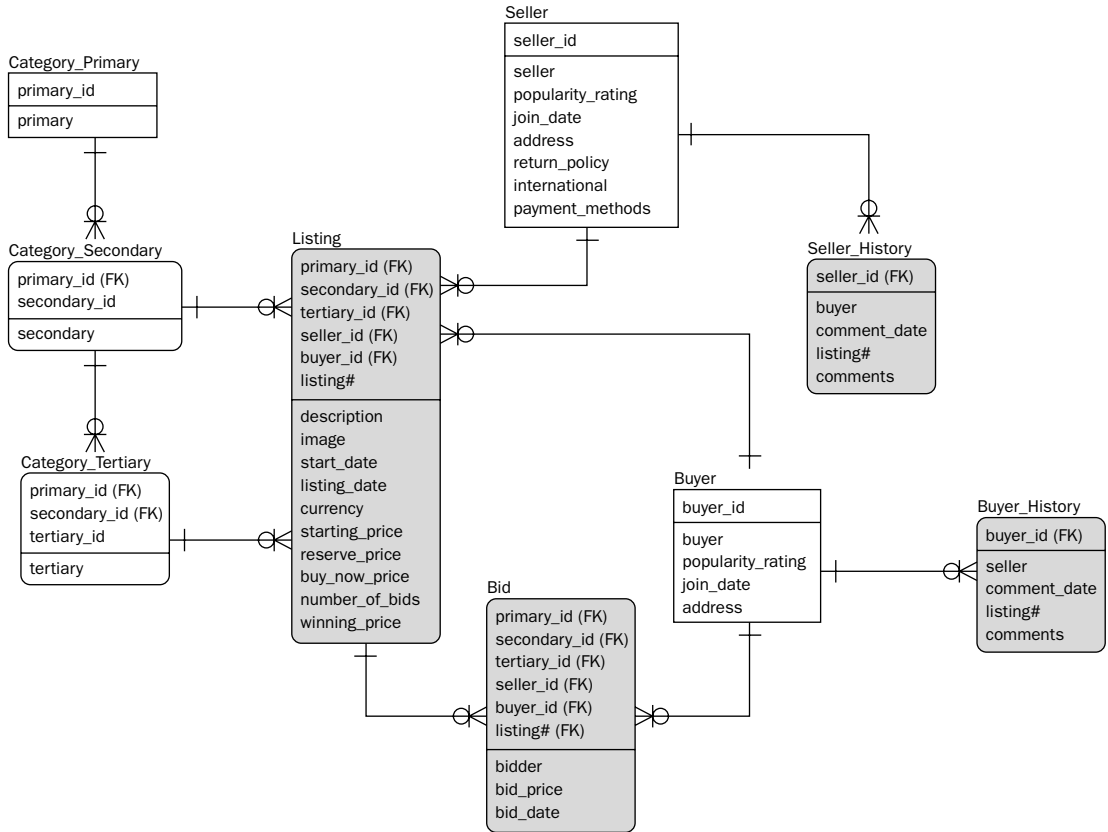 Seller
seller_id
seller
popularity_rating
join_date
address
return_policy
international
payment_methods
Category_Primary
primary_id
primary
Category_Secondary
primary_id (FK)
secondary_id
secondary
Listing
primary_id (FK)
secondary_id (FK)
tertiary_id (FK)
seller_id (FK)
buyer_id (FK)
listing#
description
image
start_date
listing_date
currency
starting_price
reserve_price
buy_now_price
number_of_bids
winning_price
Seller_History
seller_id (FK)
buyer
comment_date
listing#
comments
Category_Tertiary
primary_id (FK)
secondary_id (FK)
tertiary_id
tertiary
Buyer
buyer_id
buyer
popularity_rating
join_date
address
Buyer_History
buyer_id (FK)
seller
comment_date
listing#
comments
Bid
primary_id (FK)
secondary_id (FK)
tertiary_id (FK)
seller_id (FK)
buyer_id (FK)
listing# (FK)
bidder
bid_price
bid_date